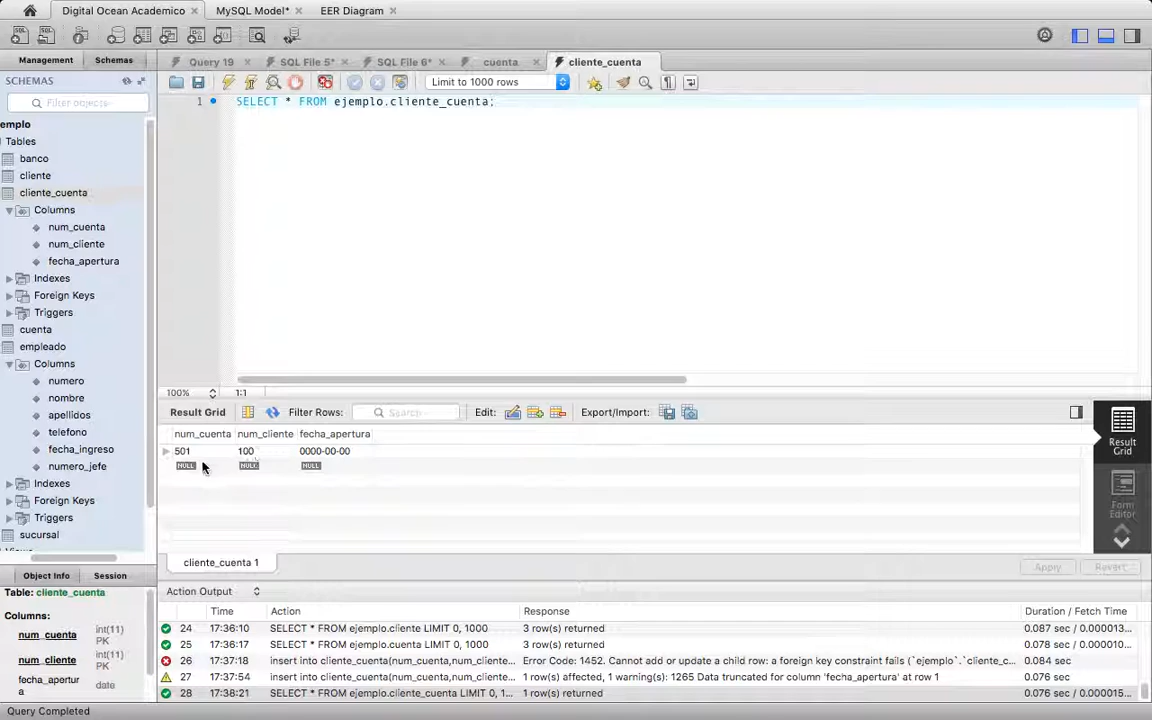 Digital Ocean Academico × MySQL Model* × EER Diagram ×
Management Schemas
Query 19 × SQL File 5* × SQL File 6* × cuenta × cliente_cuenta
SCHEMAS
Limit to 1000 rows
Filter objects
1 SELECT * FROM ejemplo.cliente_cuenta;
emplo
Tables
banco
cliente
cliente_cuenta
Columns
num_cuenta
num_cliente
fecha_apertura
Indexes
Foreign Keys
Triggers
cuenta
empleado
Columns
numero
nombre
apellidos
telefono
fecha_ingreso
numero_jefe
Indexes
Foreign Keys
Triggers
sucursal
100% 1:1
Result Grid Filter Rows: Search Edit: Export/Import:
num_cuenta num_cliente fecha_apertura
501 100 0000-00-00
NULL NULL NULL
Result Grid
Form Editor
cliente_cuenta 1
Apply Revert
Object Info Session
Table: cliente_cuenta
Columns:
num_cuenta int(11) PK
num_cliente int(11) PK
fecha_apertura date
Action Output
Time Action Response Duration / Fetch Time
24 17:36:10 SELECT * FROM ejemplo.cliente LIMIT 0, 1000 3 row(s) returned 0.087 sec / 0.000013...
25 17:36:17 SELECT * FROM ejemplo.cuenta LIMIT 0, 1000 3 row(s) returned 0.078 sec / 0.000010...
26 17:37:18 insert into cliente_cuenta(num_cuenta,num_cliente... Error Code: 1452. Cannot add or update a child row: a foreign key constraint fails (`ejemplo`.`cliente_c... 0.084 sec
27 17:37:54 insert into cliente_cuenta(num_cuenta,num_cliente... 1 row(s) affected, 1 warning(s): 1265 Data truncated for column 'fecha_apertura' at row 1 0.076 sec
28 17:38:21 SELECT * FROM ejemplo.cliente_cuenta LIMIT 0, 1... 1 row(s) returned 0.076 sec / 0.000015...
Query Completed